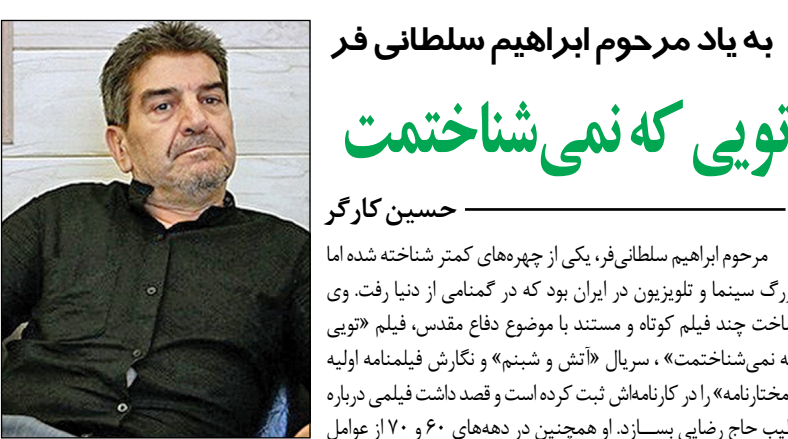 به یاد مرحوم ابراهیم سلطانی فر
تویی که نمی‌شناختمت
حسین کارگر
مرحوم ابراهیم سلطانی‌فر، یکی از چهره‌های کمتر شناخته شده اما
سینما و تلویزیون در ایران بود که در گمنامی از دنیا رفت. وی
چند فیلم کوتاه و مستند با موضوع دفاع مقدس، فیلم «تویی
نمی‌شناختمت» ، سریال «آتش و شبنم» و نگارش فیلمنامه اولیه
مختارنامه» را در کارنامه‌اش ثبت کرده است و قصد داشت فیلمی درباره
حاج رضایی بسازد. او همچنین در دهه‌های ۶۰ و ۷۰ از عوامل